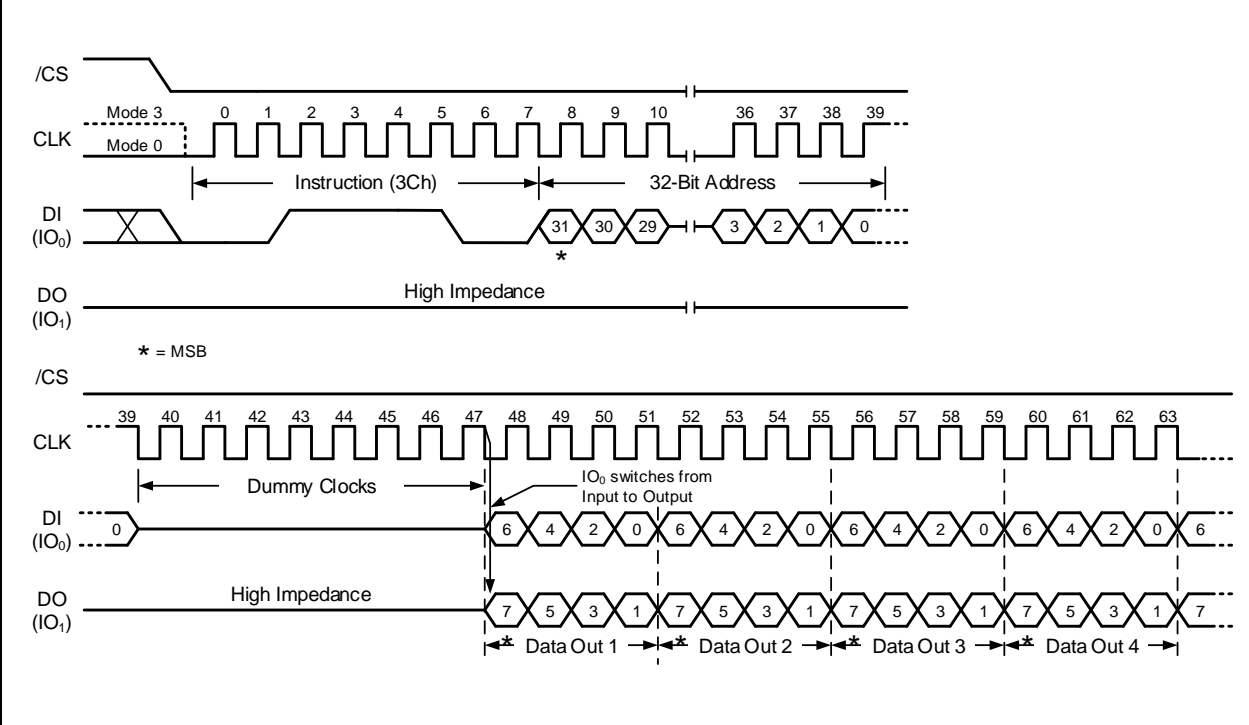 /CS
Mode 3 0 1 2 3 4 5 6 7 8 9 10 36 37 38 39
CLK
Mode 0
Instruction (3Ch) 32-Bit Address
DI
(IO₀)
31 30 29 3 2 1 0
*
High Impedance
DO
(IO₁)
* = MSB
/CS
39 40 41 42 43 44 45 46 47 48 49 50 51 52 53 54 55 56 57 58 59 60 61 62 63
CLK
Dummy Clocks
IO₀ switches from
Input to Output
DI
(IO₀)
0 6 4 2 0 6 4 2 0 6 4 2 0 6 4 2 0 6
High Impedance
DO
(IO₁)
7 5 3 1 7 5 3 1 7 5 3 1 7 5 3 1 7
* Data Out 1 * Data Out 2 * Data Out 3 * Data Out 4